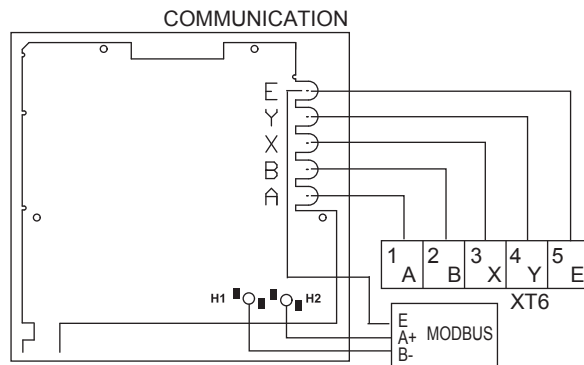 COMMUNICATION
E
Y
X
B
A
1 A 2 B 3 X 4 Y 5 E
XT6
H1 H2
E
A+ MODBUS
B-